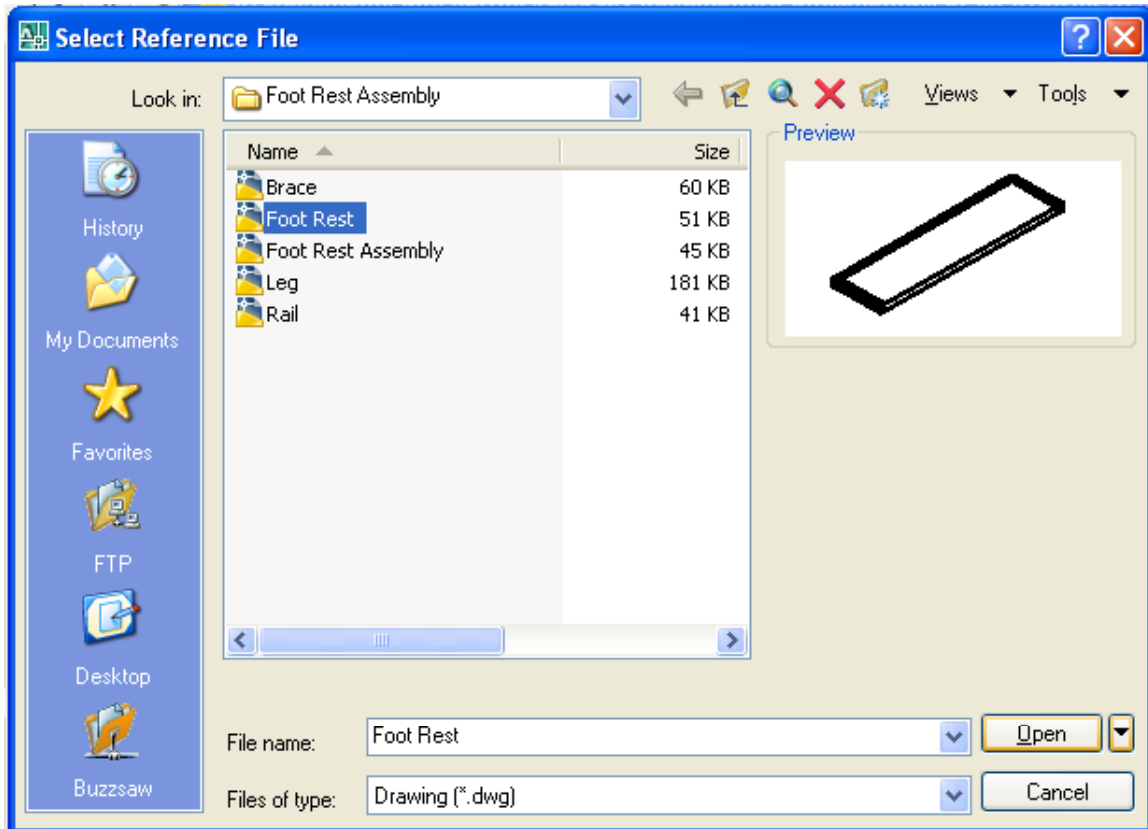 Select Reference File
Look in: Foot Rest Assembly Views Tools
Preview
Name Size
Brace 60 KB
Foot Rest 51 KB
Foot Rest Assembly 45 KB
Leg 181 KB
Rail 41 KB
History
My Documents
Favorites
FTP
Desktop
Buzzsaw
File name: Foot Rest Open
Files of type: Drawing (*.dwg) Cancel